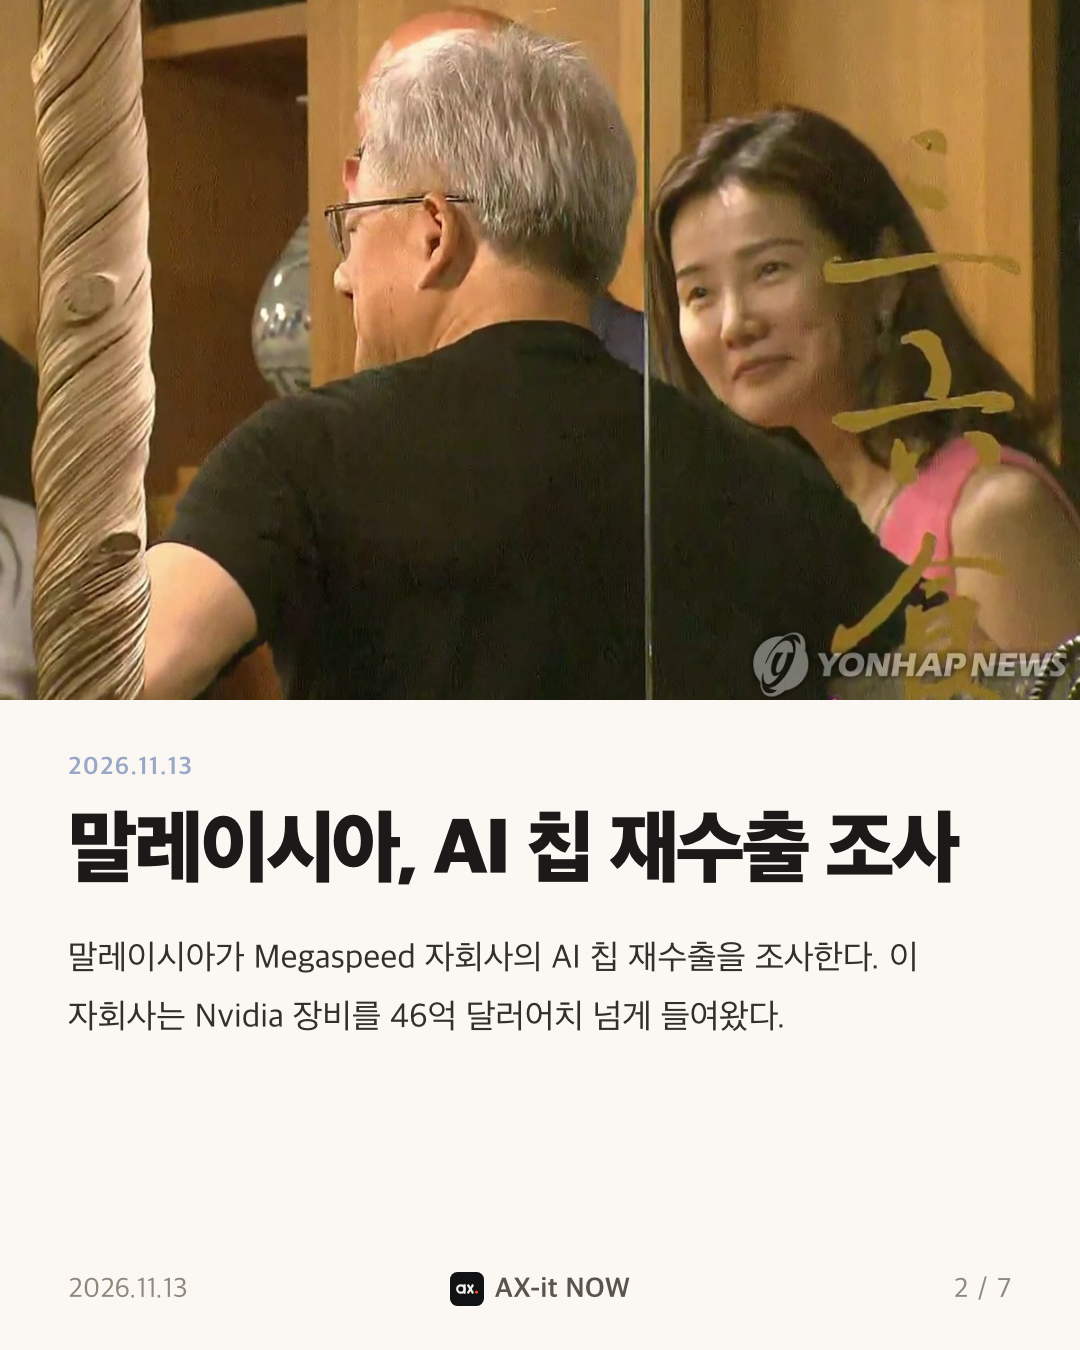 三
六
食
YONHAP NEWS
2026.11.13
말레이시아, AI 칩 재수출 조사
말레이시아가 Megaspeed 자회사의 AI 칩 재수출을 조사한다. 이
자회사는 Nvidia 장비를 46억 달러어치 넘게 들여왔다.
2026.11.13
ax.
AX-it NOW
2 / 7